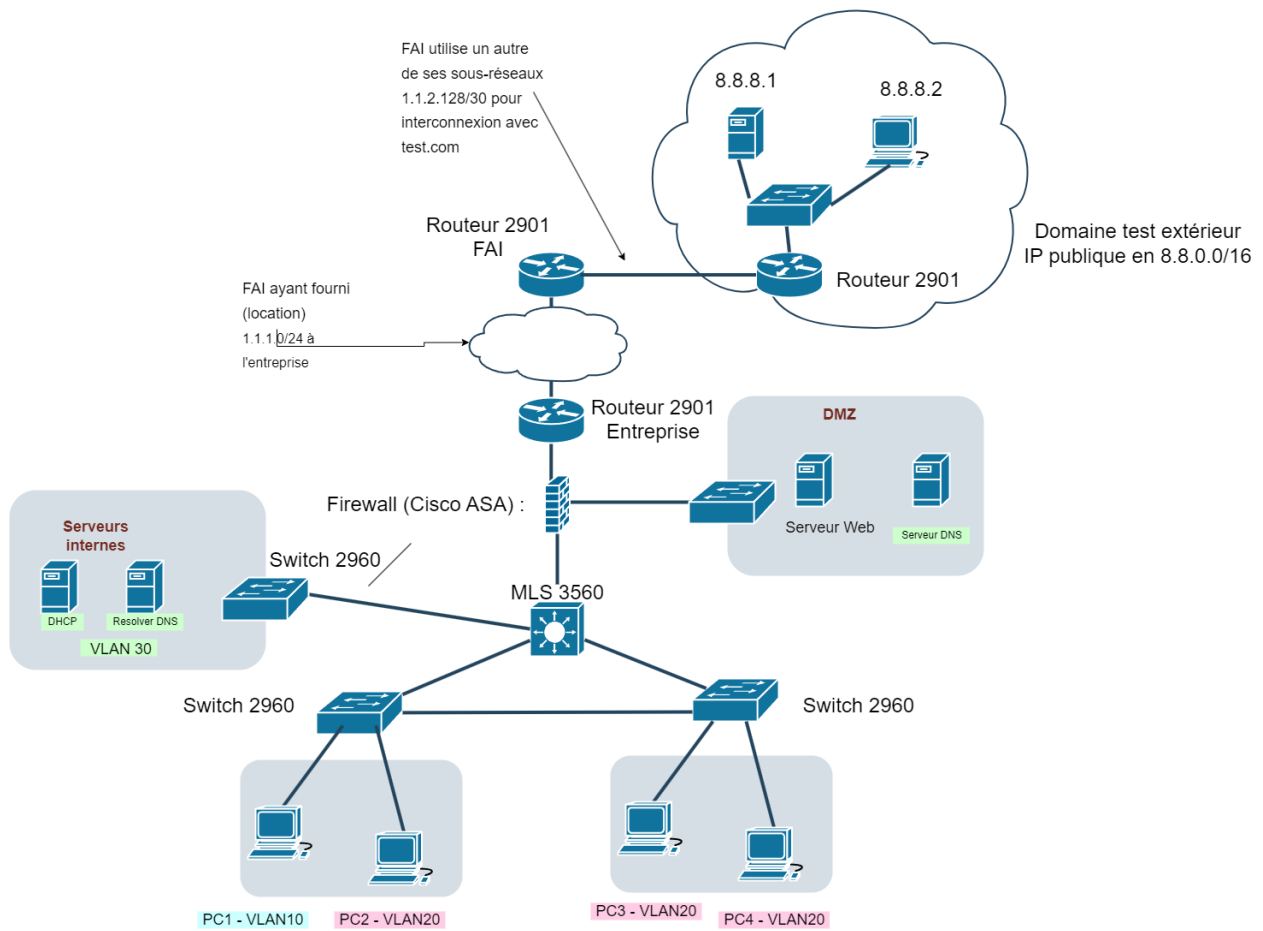 FAI utilise un autre
de ses sous-réseaux
1.1.2.128/30 pour
interconnexion avec
test.com
8.8.8.1
8.8.8.2
Routeur 2901
FAI
Domaine test extérieur
IP publique en 8.8.0.0/16
Routeur 2901
FAI ayant fourni
(location)
1.1.1.0/24 à
l'entreprise
Routeur 2901
Entreprise
DMZ
Firewall (Cisco ASA) :
Serveur Web
Serveur DNS
Serveurs
internes
Switch 2960
MLS 3560
DHCP
Resolver DNS
VLAN 30
Switch 2960
Switch 2960
PC1 - VLAN10
PC2 - VLAN20
PC3 - VLAN20
PC4 - VLAN20